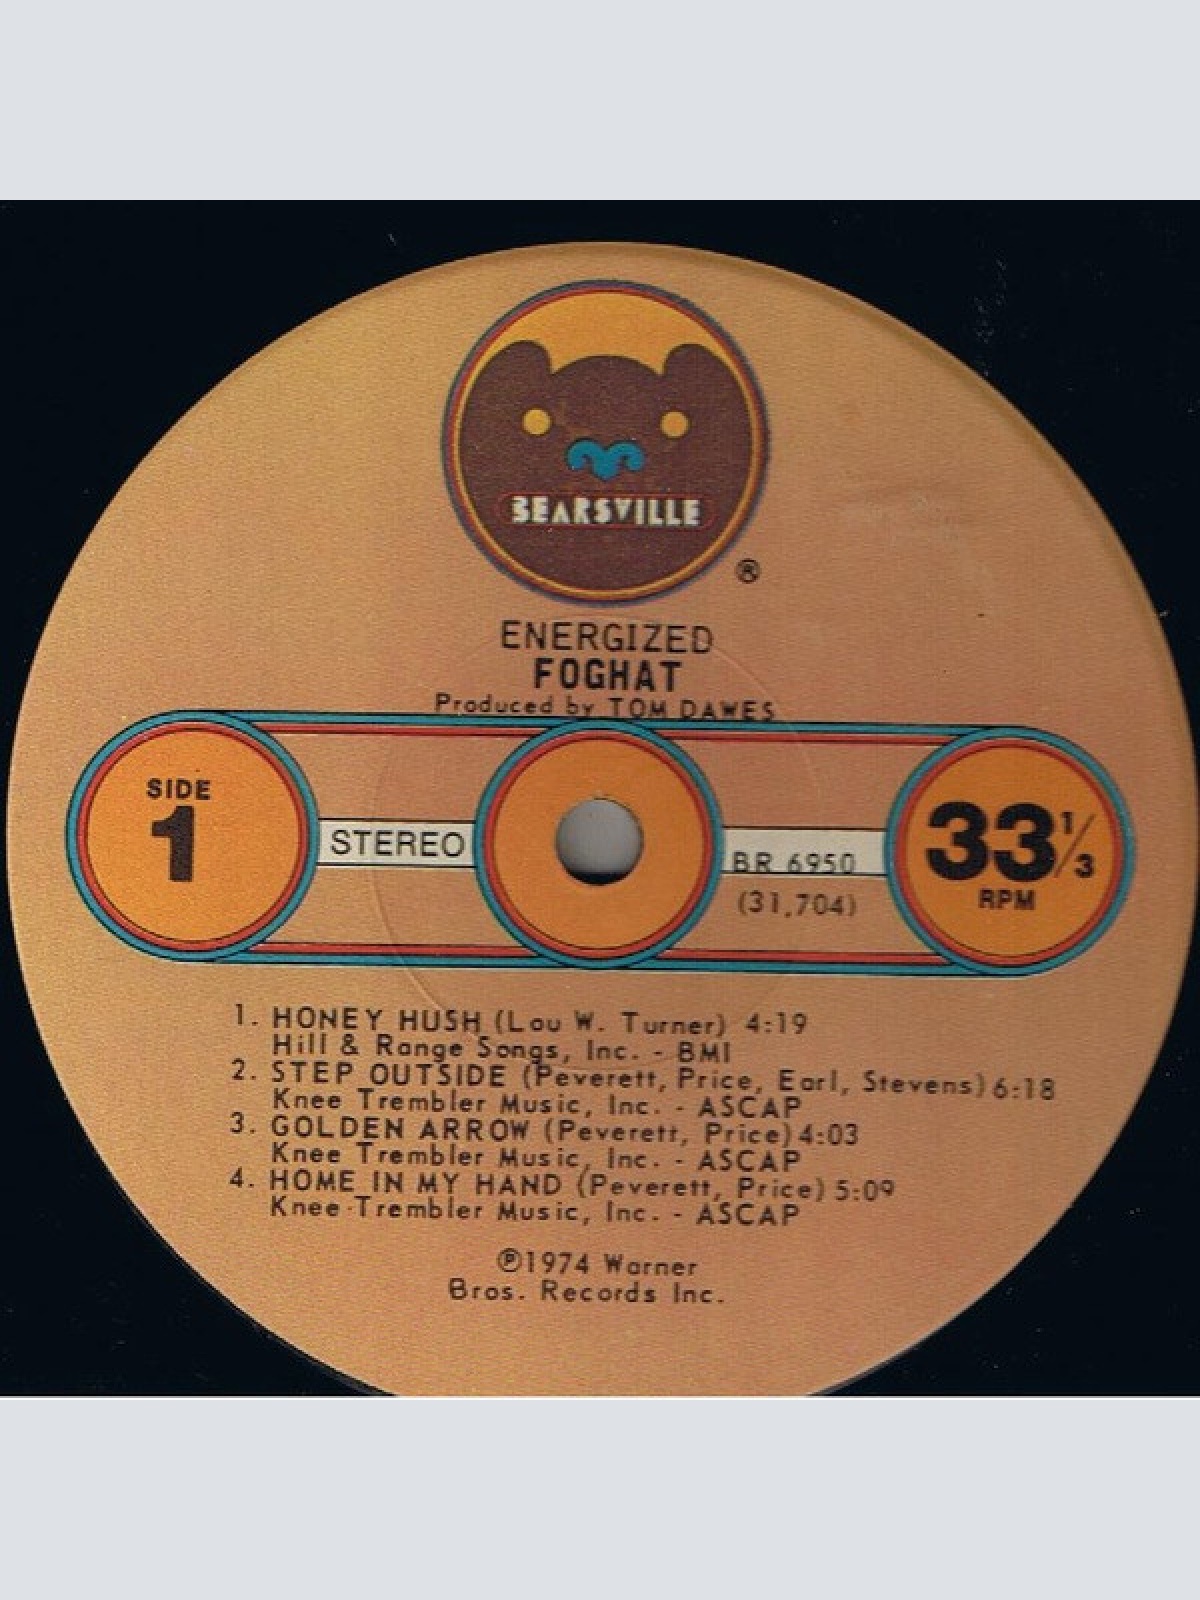 BEARSVILLE
®
ENERGIZED
FOGHAT
Produced by TOM DAWES
SIDE
1
STEREO
BR 6950
(31,704)
33 1/3
RPM
1. HONEY HUSH (Lou W. Turner) 4:19
Hill & Range Songs, Inc. - BMI
2. STEP OUTSIDE (Peverett, Price, Earl, Stevens) 6:18
Knee Trembler Music, Inc. - ASCAP
3. GOLDEN ARROW (Peverett, Price) 4:03
Knee Trembler Music, Inc. - ASCAP
4. HOME IN MY HAND (Peverett, Price) 5:09
Knee Trembler Music, Inc. - ASCAP
℗1974 Warner
Bros. Records Inc.